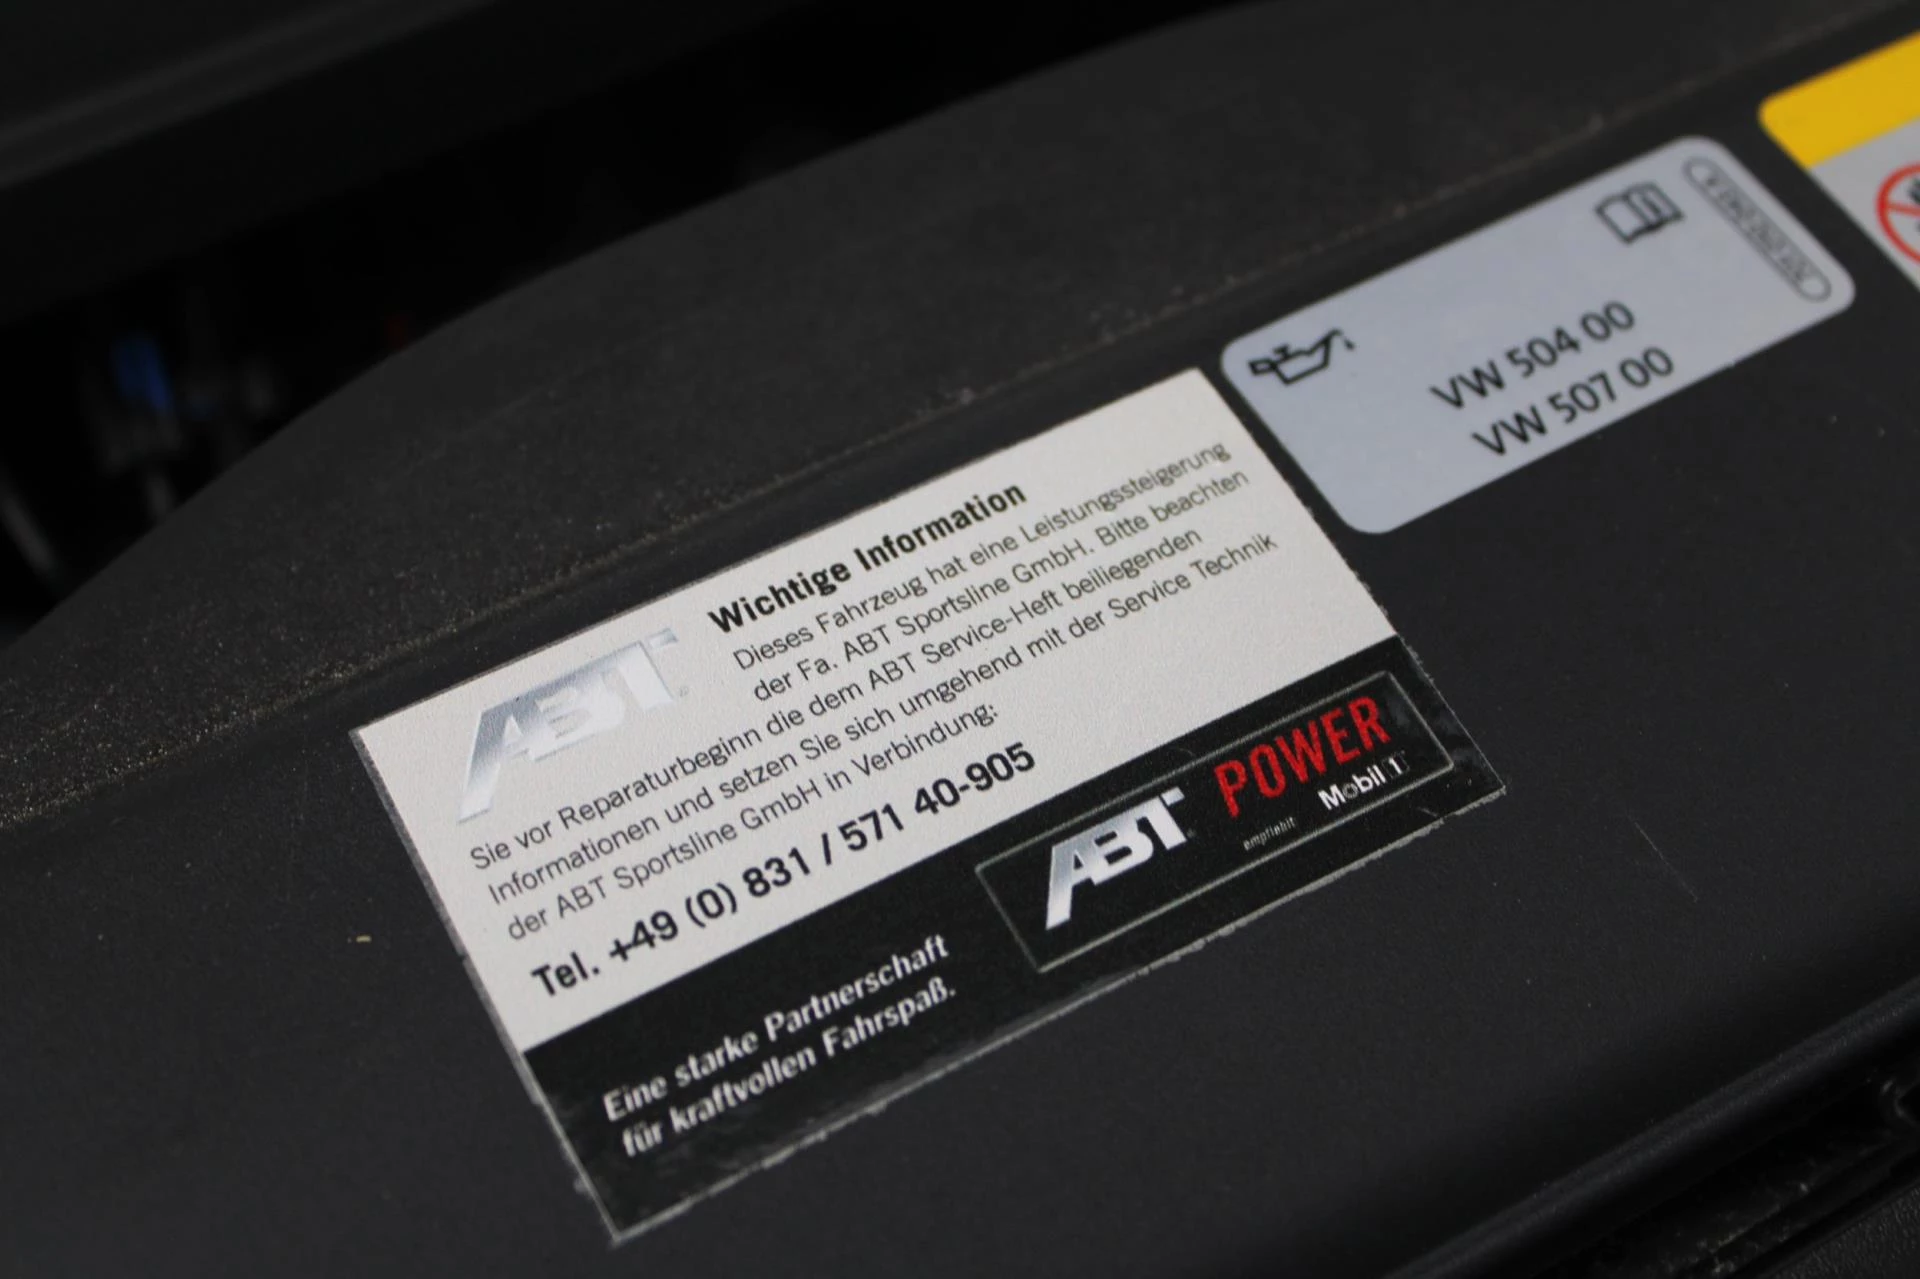 ABT
Wichtige Information
Dieses Fahrzeug hat eine Leistungssteigerung
der Fa. ABT Sportsline GmbH. Bitte beachten
Sie vor Reparaturbeginn die dem ABT Service-Heft beiliegenden
Informationen und setzen Sie sich umgehend mit der Service Technik
der ABT Sportsline GmbH in Verbindung:
Tel. +49 (0) 831 / 571 40-905
Eine starke Partnerschaft
für kraftvollen Fahrspaß.
ABT POWER
empfiehlt Mobil 1
VW 504 00
VW 507 00